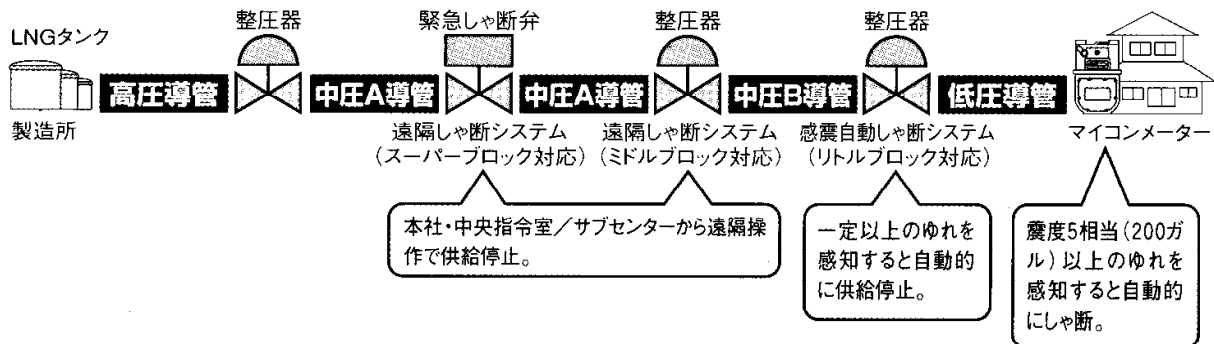 整圧器
緊急しゃ断弁
整圧器
整圧器
LNGタンク
高圧導管
中圧A導管
中圧A導管
中圧B導管
低圧導管
製造所
遠隔しゃ断システム
(スーパーブロック対応)
遠隔しゃ断システム
(ミドルブロック対応)
感震自動しゃ断システム
(リトルブロック対応)
マイコンメーター
本社・中央指令室/サブセンターから遠隔操
作で供給停止。
一定以上のゆれを
感知すると自動的
に供給停止。
震度5相当(200ガ
ル)以上のゆれを
感知すると自動的
にしゃ断。